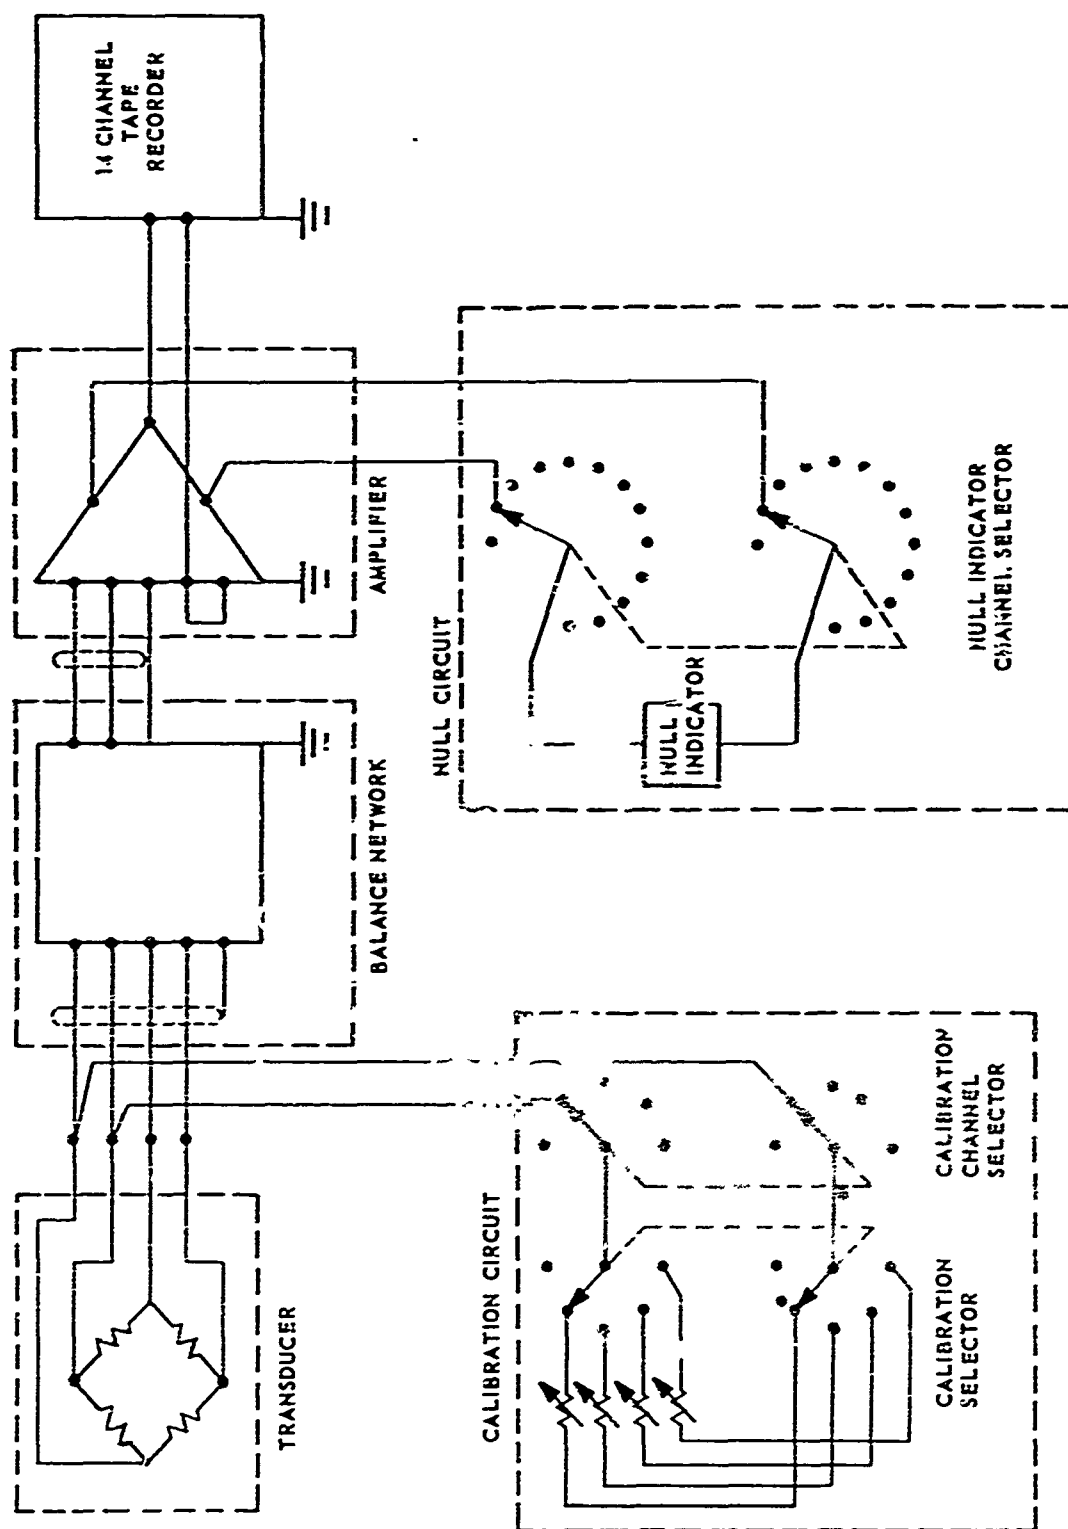 TRANSDUCER
BALANCE NETWORK
AMPLIFIER
14 CHANNEL
TAPE
RECORDER
CALIBRATION CIRCUIT
CALIBRATION
SELECTOR
CALIBRATION
CHANNEL
SELECTOR
NULL CIRCUIT
NULL
INDICATOR
NULL INDICATOR
CHANNEL SELECTOR